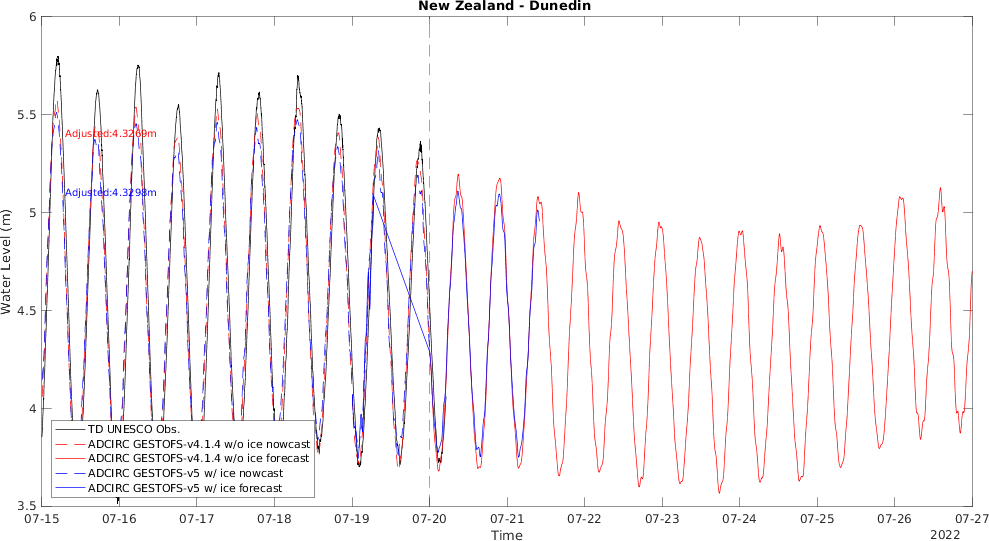 New Zealand - Dunedin
6
5.5
5
4.5
4
3.5
Water Level (m)
Adjusted:4.3269m
Adjusted:4.3298m
TD UNESCO Obs.
ADCIRC GESTOFS-v4.1.4 w/o ice nowcast
ADCIRC GESTOFS-v4.1.4 w/o ice forecast
ADCIRC GESTOFS-v5 w/ ice nowcast
ADCIRC GESTOFS-v5 w/ ice forecast
07-15 07-16 07-17 07-18 07-19 07-20 07-21 07-22 07-23 07-24 07-25 07-26 07-27
Time
2022